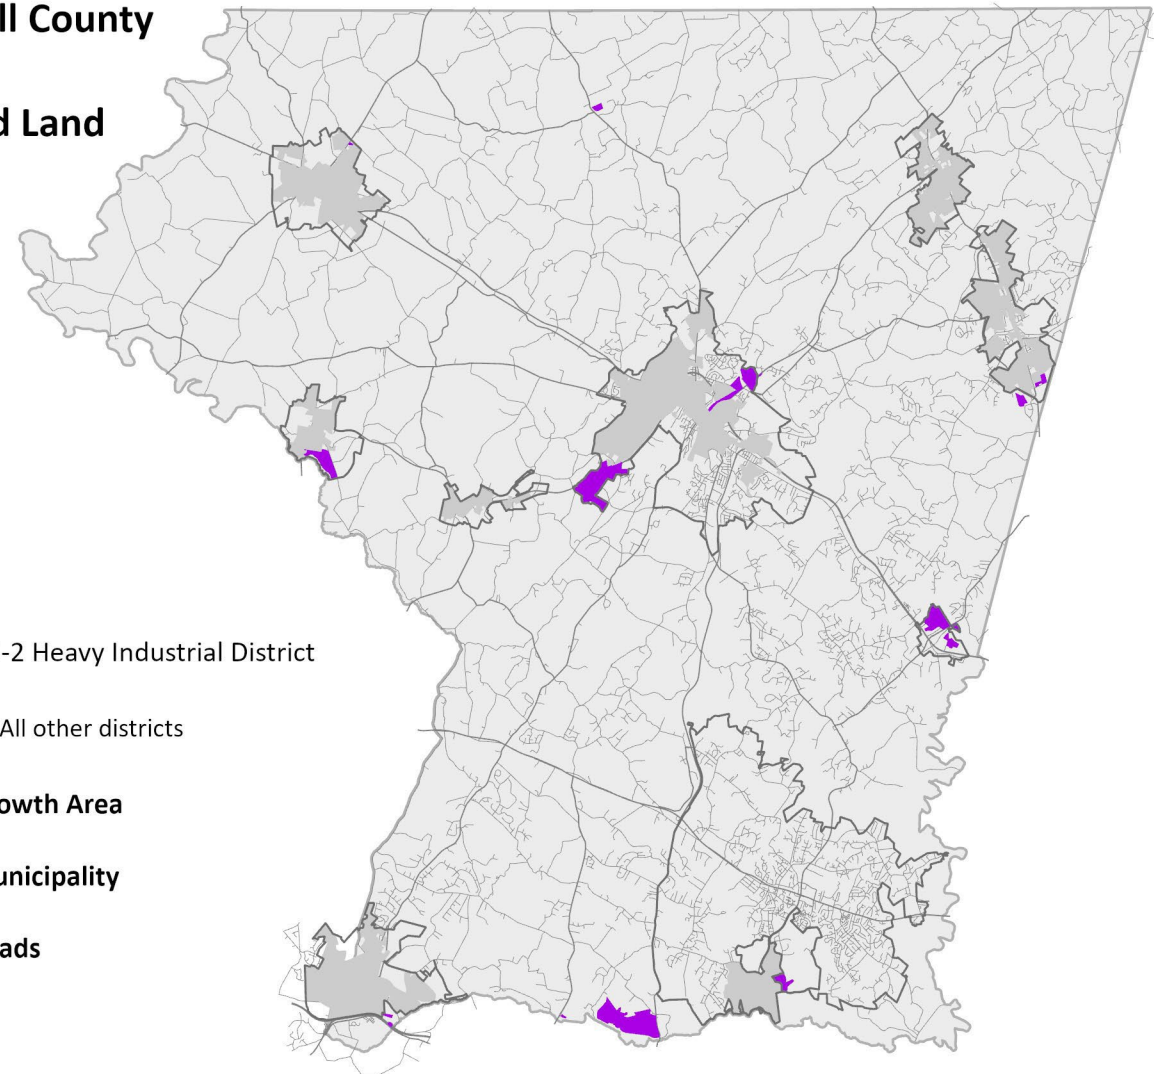 ll County
d Land
-2 Heavy Industrial District
All other districts
owth Area
unicipality
ads